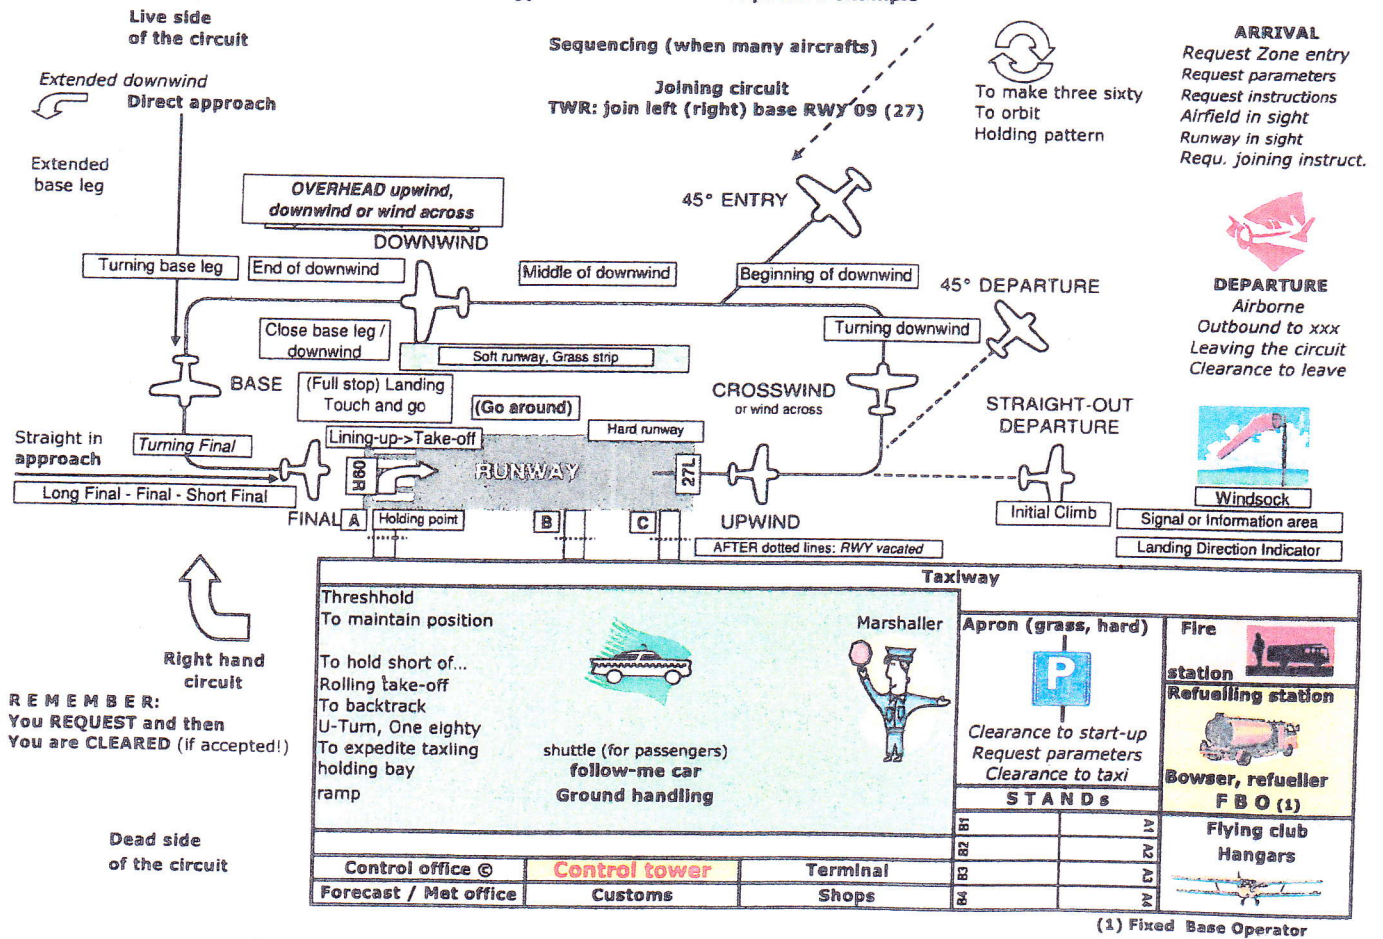 Live side
of the circuit
Extended downwind
Direct approach
Extended
base leg
Sequencing (when many aircrafts)
Joining circuit
TWR: join left (right) base RWY 09 (27)
To make three sixty
To orbit
Holding pattern
ARRIVAL
Request Zone entry
Request parameters
Request instructions
Airfield in sight
Runway in sight
Requ. joining instruct.
OVERHEAD upwind,
downwind or wind across
DOWNWIND
45° ENTRY
Turning base leg
End of downwind
Middle of downwind
Beginning of downwind
45° DEPARTURE
DEPARTURE
Airborne
Outbound to xxx
Leaving the circuit
Clearance to leave
Close base leg /
downwind
Soft runway, Grass strip
Turning downwind
BASE
(Full stop) Landing
Touch and go
(Go around)
CROSSWIND
or wind across
STRAIGHT-OUT
DEPARTURE
Straight in
approach
Turning Final
Lining-up->Take-off
Hard runway
Long Final - Final - Short Final
09R
RUNWAY
27L
FINAL
A
Holding point
B
C
UPWIND
Initial Climb
Windsock
Signal or Information area
Landing Direction Indicator
AFTER dotted lines: RWY vacated
Taxiway
Right hand
circuit
R E M E M B E R:
You REQUEST and then
You are CLEARED (if accepted!)
Dead side
of the circuit
Threshhold
To maintain position
To hold short of...
Rolling take-off
To backtrack
U-Turn, One eighty
To expedite taxiing
holding bay
ramp
shuttle (for passengers)
follow-me car
Ground handling
Marshaller
Apron (grass, hard)
P
Clearance to start-up
Request parameters
Clearance to taxi
S T A N D s
B1
B2
B3
B4
A1
A2
A3
A4
Fire
station
Refuelling station
Bowser, refueller
F B O (1)
Flying club
Hangars
Control office ©
Control tower
Terminal
Forecast / Met office
Customs
Shops
(1) Fixed Base Operator